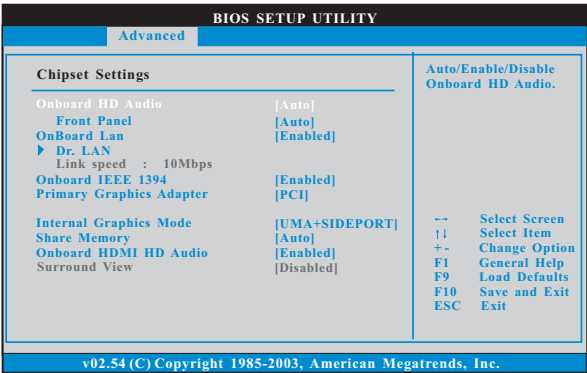 BIOS SETUP UTILITY
Advanced
Chipset Settings
Onboard HD Audio [Auto]
Front Panel [Auto]
OnBoard Lan [Enabled]
Dr. LAN
Link speed : 10Mbps
Onboard IEEE 1394 [Enabled]
Primary Graphics Adapter [PCI]
Internal Graphics Mode [UMA+SIDEPORT]
Share Memory [Auto]
Onboard HDMI HD Audio [Enabled]
Surround View [Disabled]
Auto/Enable/Disable
Onboard HD Audio.
←→ Select Screen
↑↓ Select Item
+- Change Option
F1 General Help
F9 Load Defaults
F10 Save and Exit
ESC Exit
v02.54 (C) Copyright 1985-2003, American Megatrends, Inc.